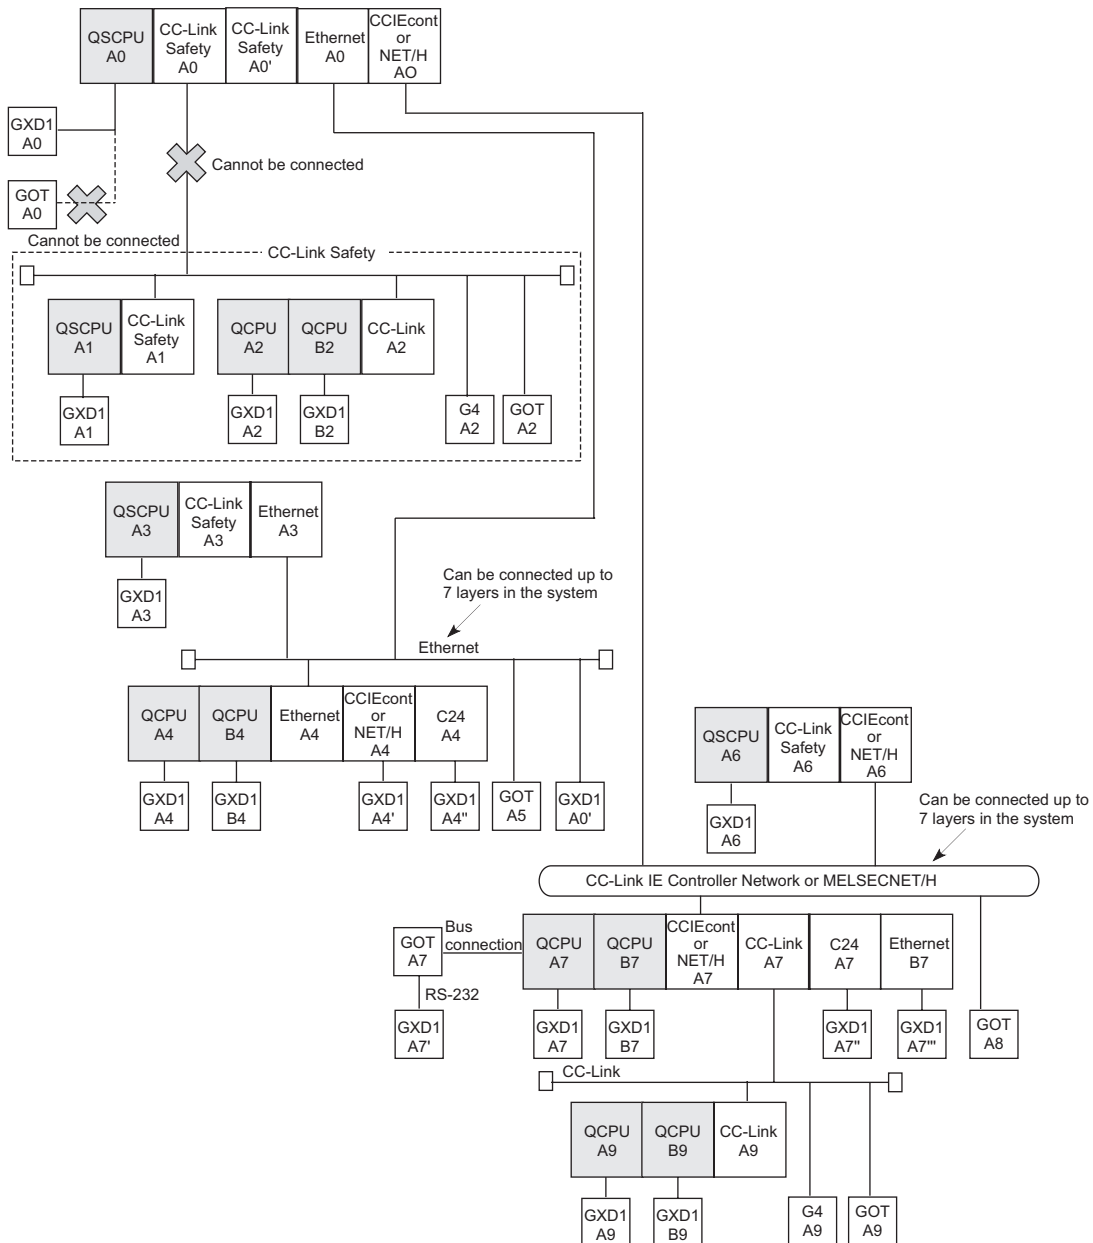 QSCPU
A0
CC-Link
Safety
A0
CC-Link
Safety
A0'
Ethernet
A0
CCIEcont
or
NET/H
AO
GXD1
A0
Cannot be connected
GOT
A0
Cannot be connected
CC-Link Safety
QSCPU
A1
CC-Link
Safety
A1
QCPU
A2
QCPU
B2
CC-Link
A2
GXD1
A1
GXD1
A2
GXD1
B2
G4
A2
GOT
A2
QSCPU
A3
CC-Link
Safety
A3
Ethernet
A3
GXD1
A3
Can be connected up to
7 layers in the system
Ethernet
QCPU
A4
QCPU
B4
Ethernet
A4
CCIEcont
or
NET/H
A4
C24
A4
GXD1
A4
GXD1
B4
GXD1
A4'
GXD1
A4"
GOT
A5
GXD1
A0'
QSCPU
A6
CC-Link
Safety
A6
CCIEcont
or
NET/H
A6
GXD1
A6
Can be connected up to
7 layers in the system
CC-Link IE Controller Network or MELSECNET/H
GOT
A7
Bus
connection
QCPU
A7
QCPU
B7
CCIEcont
or
NET/H
A7
CC-Link
A7
C24
A7
Ethernet
B7
RS-232
GXD1
A7'
GXD1
A7
GXD1
B7
GXD1
A7"
GXD1
A7'"
GOT
A8
CC-Link
QCPU
A9
QCPU
B9
CC-Link
A9
GXD1
A9
GXD1
B9
G4
A9
GOT
A9